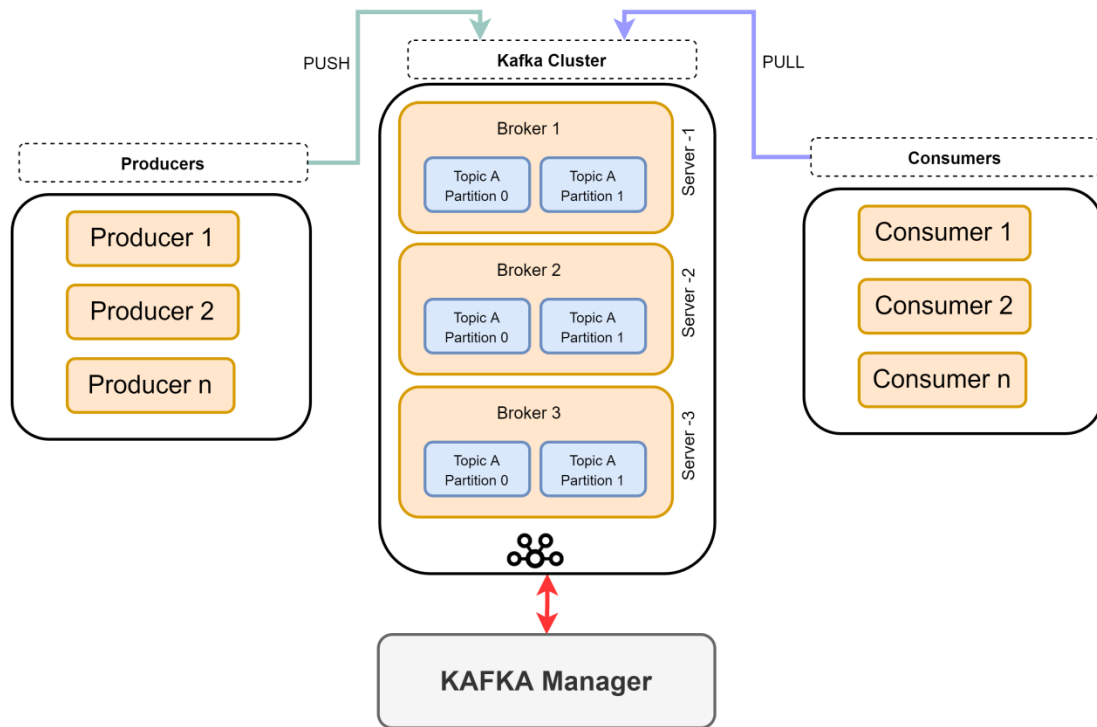 PUSH
Kafka Cluster
PULL
Producers
Producer 1
Producer 2
Producer n
Broker 1
Topic A
Partition 0
Topic A
Partition 1
Server -1
Broker 2
Topic A
Partition 0
Topic A
Partition 1
Server -2
Broker 3
Topic A
Partition 0
Topic A
Partition 1
Server -3
Consumers
Consumer 1
Consumer 2
Consumer n
KAFKA Manager